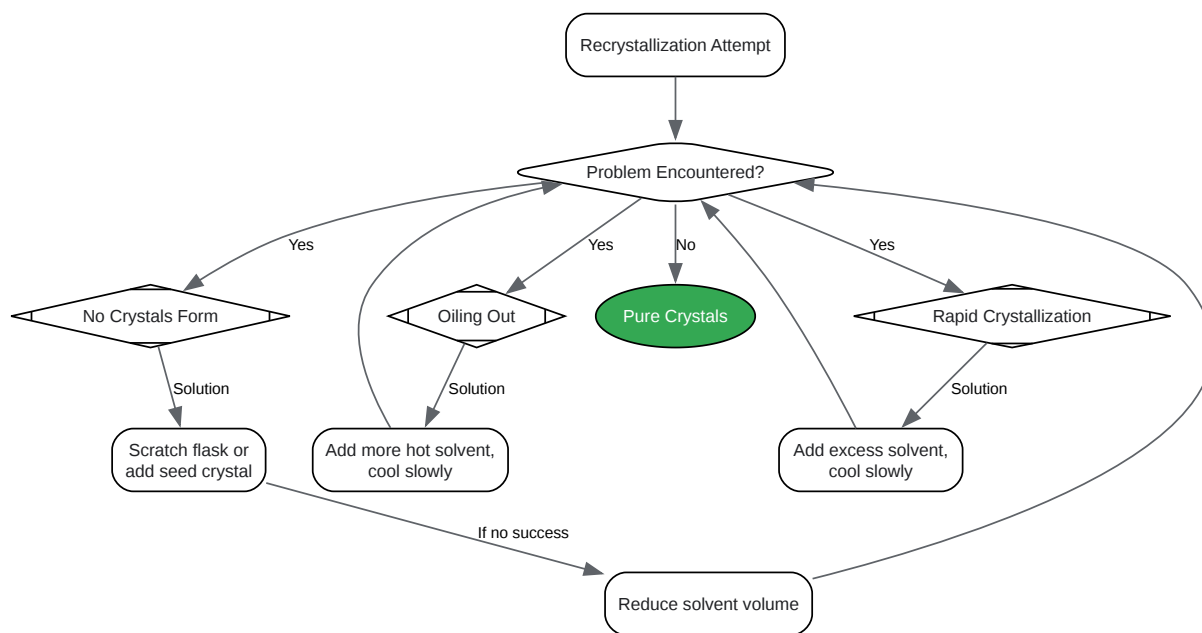 Recrystallization Attempt
Problem Encountered?
Yes
Yes
No
Yes
No Crystals Form
Oiling Out
Pure Crystals
Rapid Crystallization
Solution
Solution
Solution
Scratch flask or
add seed crystal
Add more hot solvent,
cool slowly
Add excess solvent,
cool slowly
If no success
Reduce solvent volume